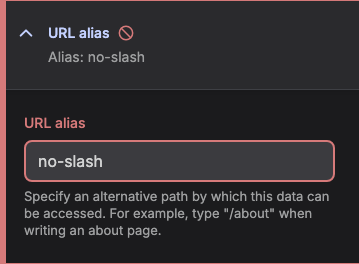 URL alias
Alias: no-slash
URL alias
no-slash
Specify an alternative path by which this data can
be accessed. For example, type "/about" when
writing an about page.